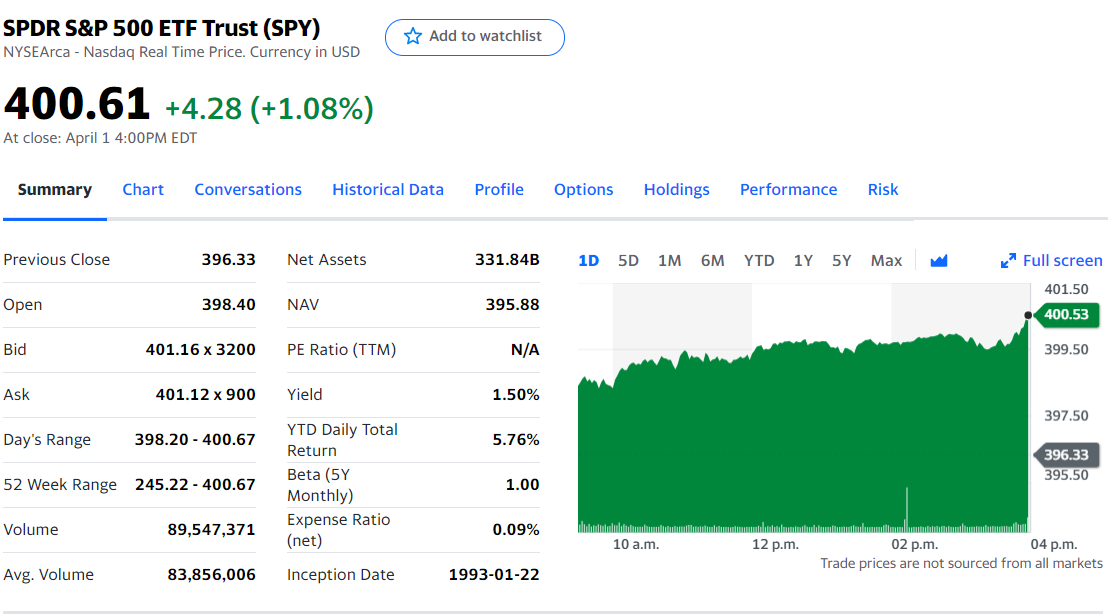 SPDR S&P 500 ETF Trust (SPY)
Add to watchlist
NYSEArca - Nasdaq Real Time Price. Currency in USD
400.61 +4.28 (+1.08%)
At close: April 1 4:00PM EDT
Summary Chart Conversations Historical Data Profile Options Holdings Performance Risk
Previous Close 396.33
Open 398.40
Bid 401.16 x 3200
Ask 401.12 x 900
Day's Range 398.20 - 400.67
52 Week Range 245.22 - 400.67
Volume 89,547,371
Avg. Volume 83,856,006
Net Assets 331.84B
NAV 395.88
PE Ratio (TTM) N/A
Yield 1.50%
YTD Daily Total
Return 5.76%
Beta (5Y
Monthly) 1.00
Expense Ratio
(net) 0.09%
Inception Date 1993-01-22
1D 5D 1M 6M YTD 1Y 5Y Max Full screen
401.50
400.53
399.50
397.50
396.33
395.50
10 a.m. 12 p.m. 02 p.m. 04 p.m.
Trade prices are not sourced from all markets